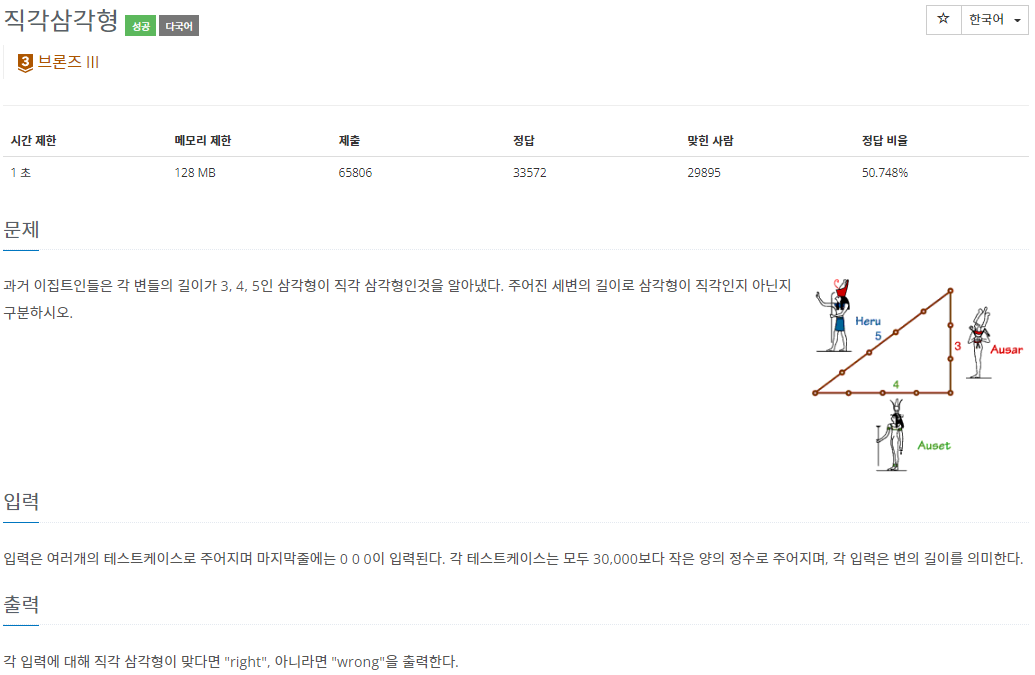 직각삼각형 성공 다국어
☆ 한국어
3 브론즈 III
시간 제한 메모리 제한 제출 정답 맞힌 사람 정답 비율
1 초 128 MB 65806 33572 29895 50.748%
문제
과거 이집트인들은 각 변들의 길이가 3, 4, 5인 삼각형이 직각 삼각형인것을 알아냈다. 주어진 세변의 길이로 삼각형이 직각인지 아닌지
구분하시오.
Heru
5
3
Ausar
4
Auset
입력
입력은 여러개의 테스트케이스로 주어지며 마지막줄에는 0 0 0이 입력된다. 각 테스트케이스는 모두 30,000보다 작은 양의 정수로 주어지며, 각 입력은 변의 길이를 의미한다.
출력
각 입력에 대해 직각 삼각형이 맞다면 "right", 아니라면 "wrong"을 출력한다.